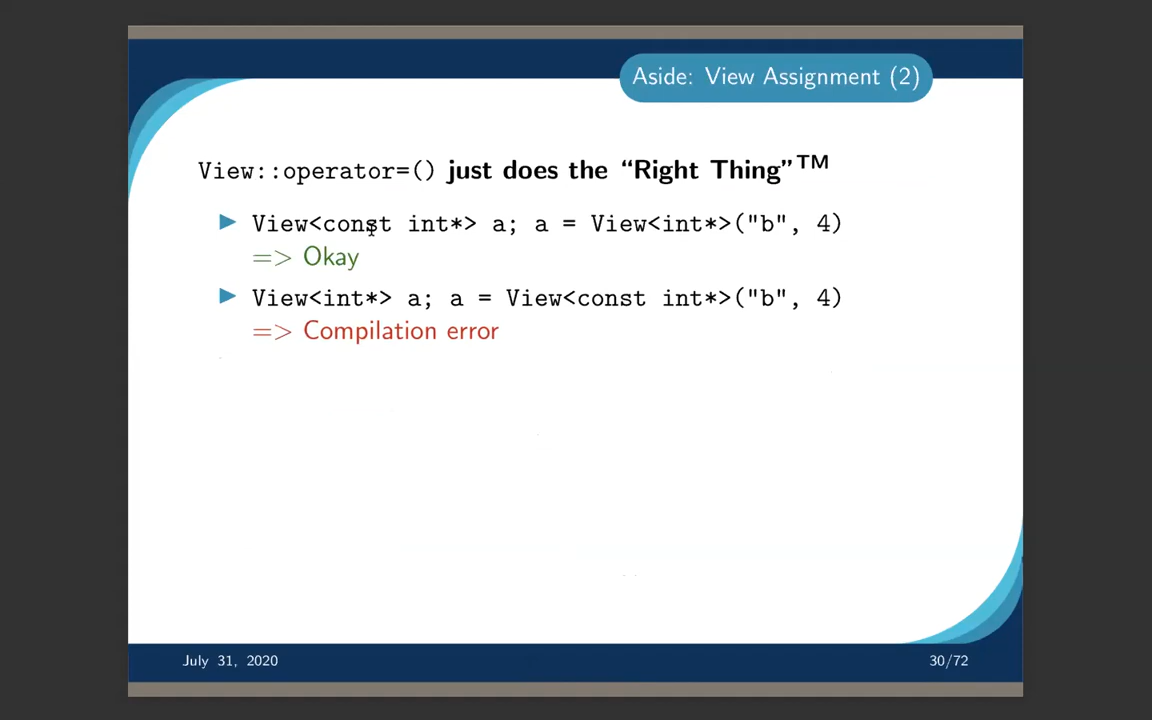 Aside: View Assignment (2)
View::operator=() just does the “Right Thing”™
View<const int*> a; a = View<int*>("b", 4)
=> Okay
View<int*> a; a = View<const int*>("b", 4)
=> Compilation error
July 31, 2020
30/72